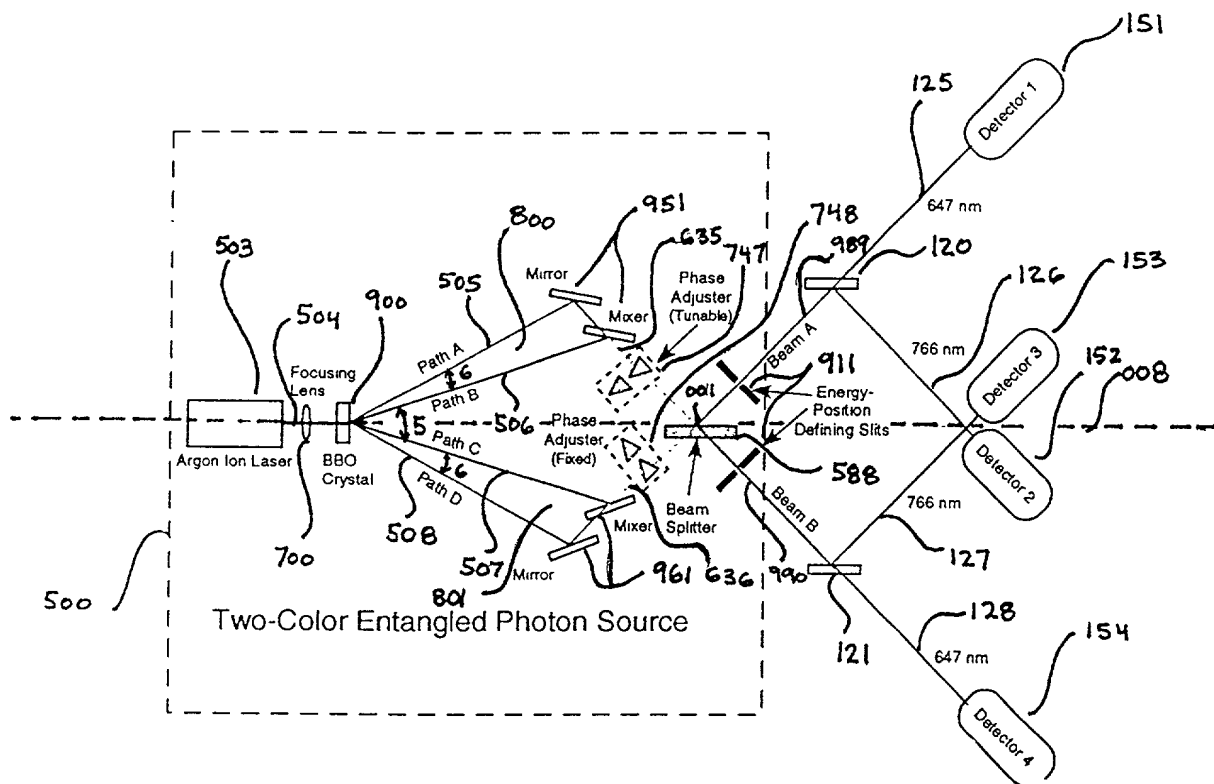 151
Detector 1
125
647 nm
951
800
635
748
747
989
120
126
153
503
505
Mirror
Phase
Adjuster
(Tunable)
Mixer
900
504
Path A
6
Path B
Beam A
911
766 nm
Detector 3
152
008
Focusing
Lens
506
0011
Energy-
Position
Defining Slits
5
Argon Ion Laser
BBO
Crystal
Path C
6
Path D
Phase
Adjuster
(Fixed)
588
Detector 2
700
508
507
Mixer
Beam
Splitter
Beam B
766 nm
127
Mirror
961
636
990
801
500
Two-Color Entangled Photon Source
121
128
647 nm
154
Detector 4